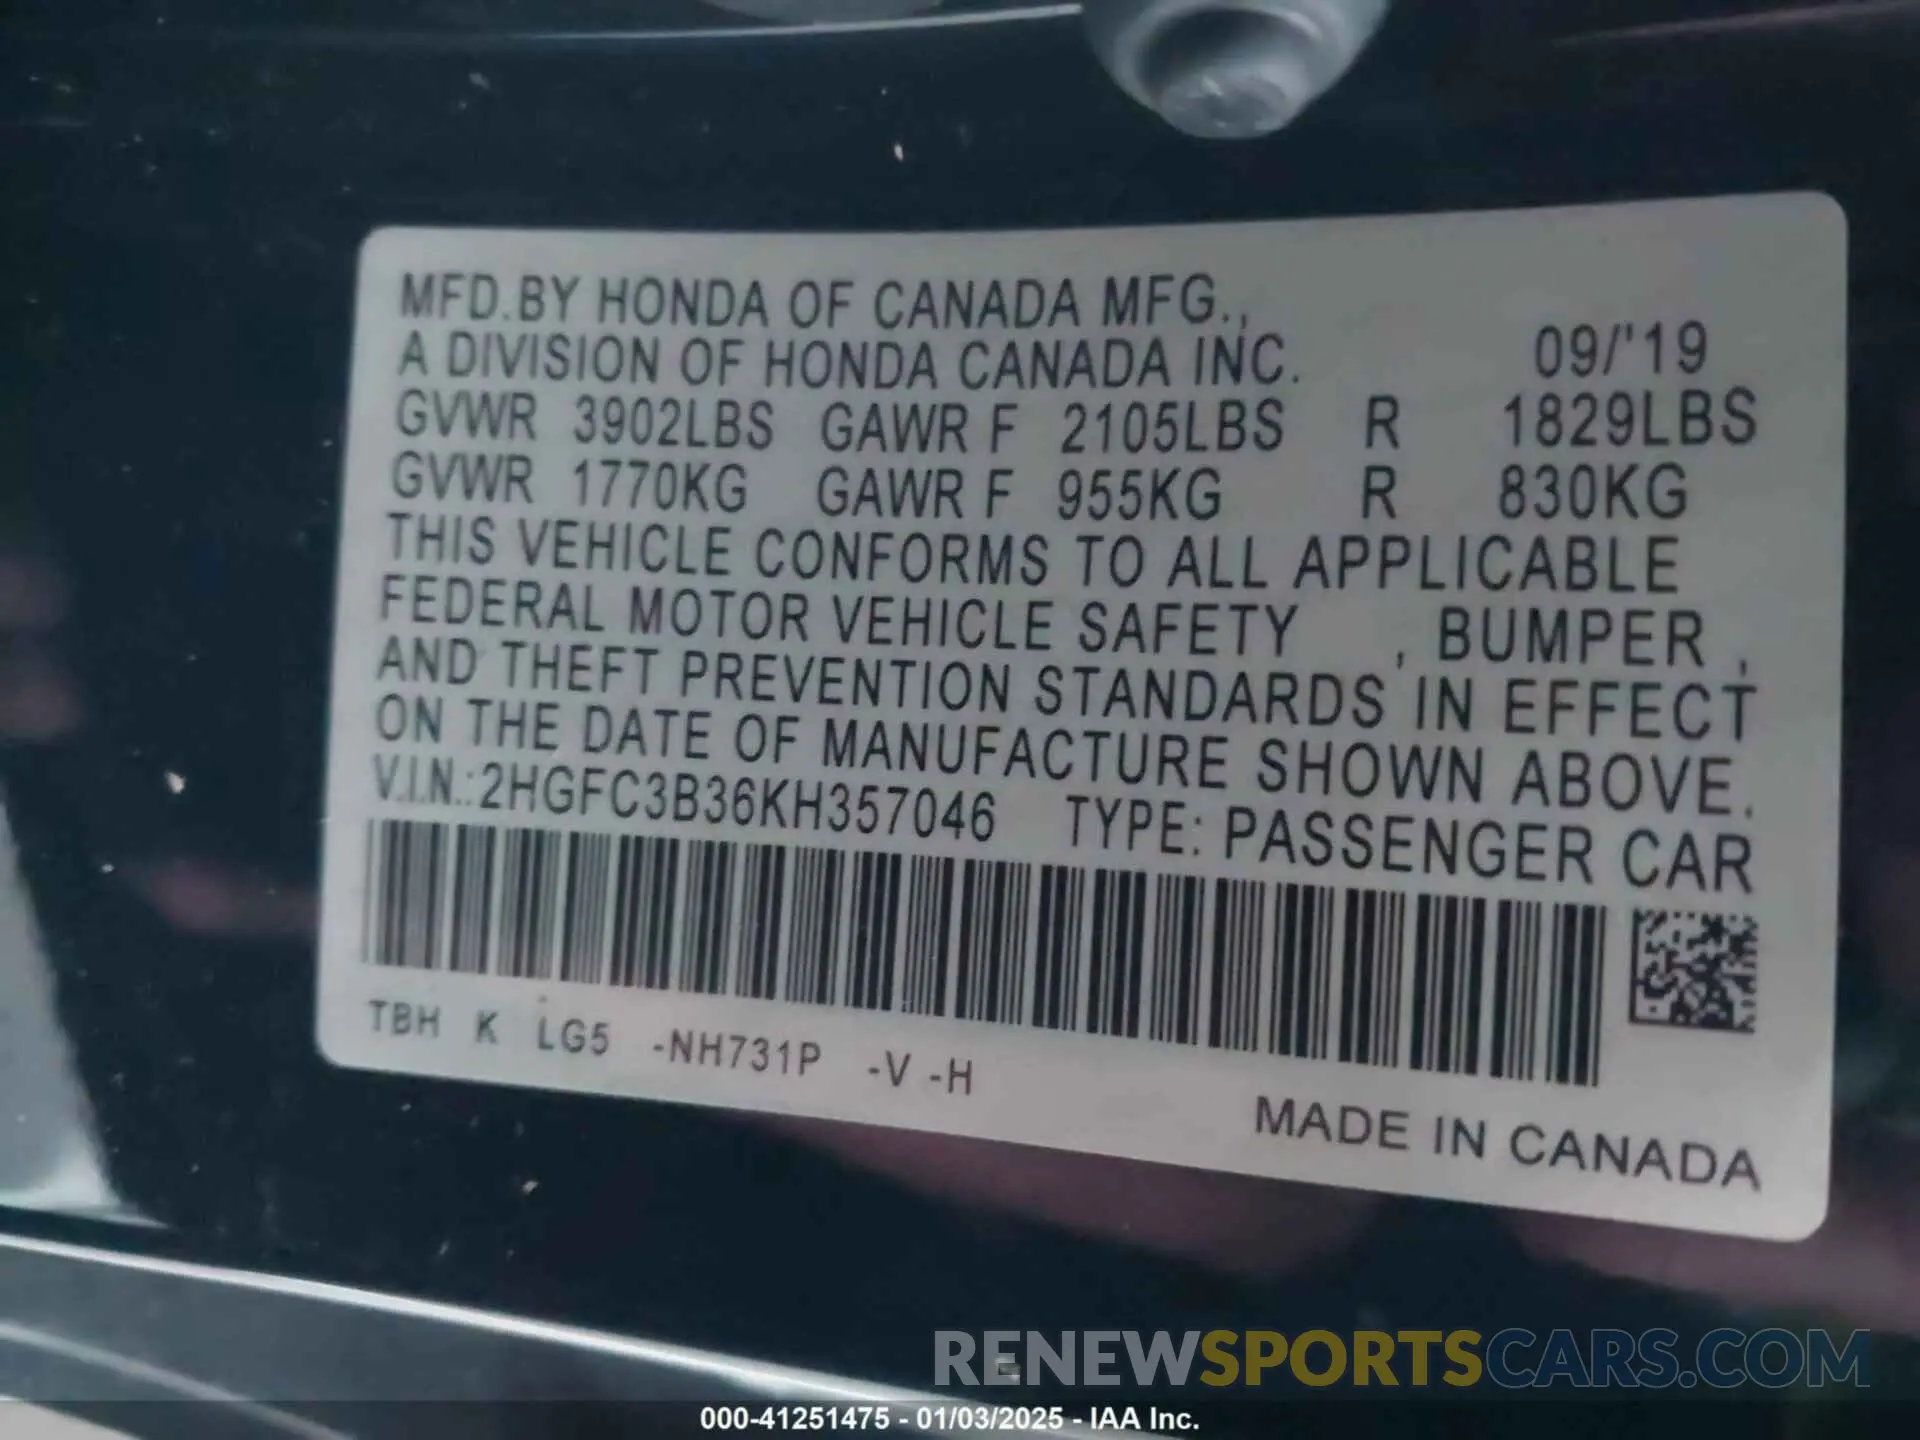 MFD.BY HONDA OF CANADA MFG.,
A DIVISION OF HONDA CANADA INC. 09/'19
GVWR 3902LBS GAWR F 2105LBS R 1829LBS
GVWR 1770KG GAWR F 955KG R 830KG
THIS VEHICLE CONFORMS TO ALL APPLICABLE
FEDERAL MOTOR VEHICLE SAFETY , BUMPER ,
AND THEFT PREVENTION STANDARDS IN EFFECT
ON THE DATE OF MANUFACTURE SHOWN ABOVE.
V.I.N.:2HGFC3B36KH357046 TYPE: PASSENGER CAR
TBH K LG5 -NH731P -V -H
MADE IN CANADA
RENEWSPORTSCARS.COM
000-41251475 - 01/03/2025 - IAA Inc.